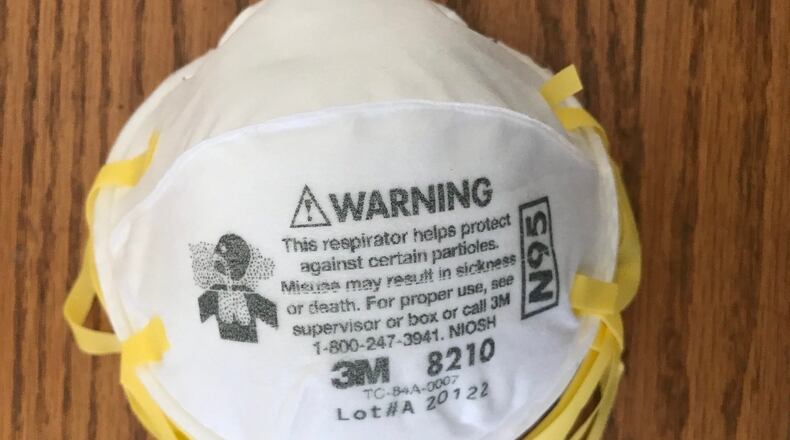 WARNING
This respirator helps protect
against certain particles.
Misuse may result in sickness
or death. For proper use, see
supervisor or box or call 3M
1-800-247-3941. NIOSH
3M 8210
TC-84A-0007
Lot#A 20122
N95